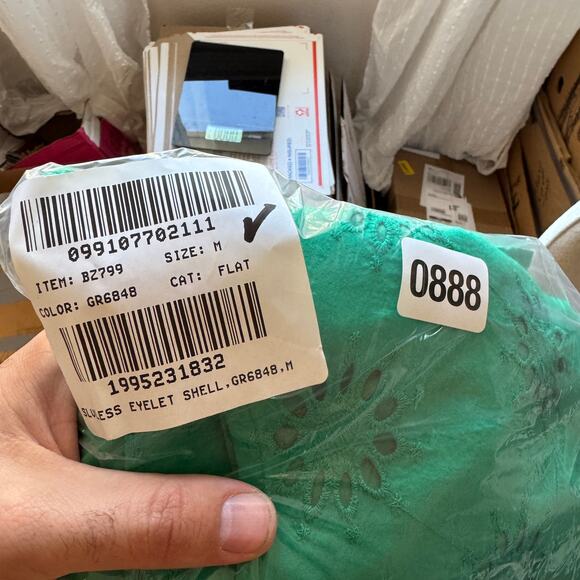 099107702111
ITEM: BZ799 SIZE: M
COLOR: GR6848 CAT: FLAT
1995231832
SLVLESS EYELET SHELL,GR6848,M
0888